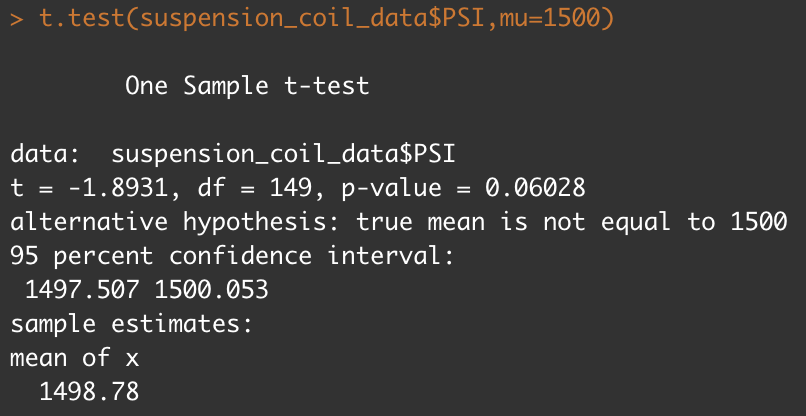 > t.test(suspension_coil_data$PSI,mu=1500)
One Sample t-test
data:  suspension_coil_data$PSI
t = -1.8931, df = 149, p-value = 0.06028
alternative hypothesis: true mean is not equal to 1500
95 percent confidence interval:
1497.507 1500.053
sample estimates:
mean of x
1498.78